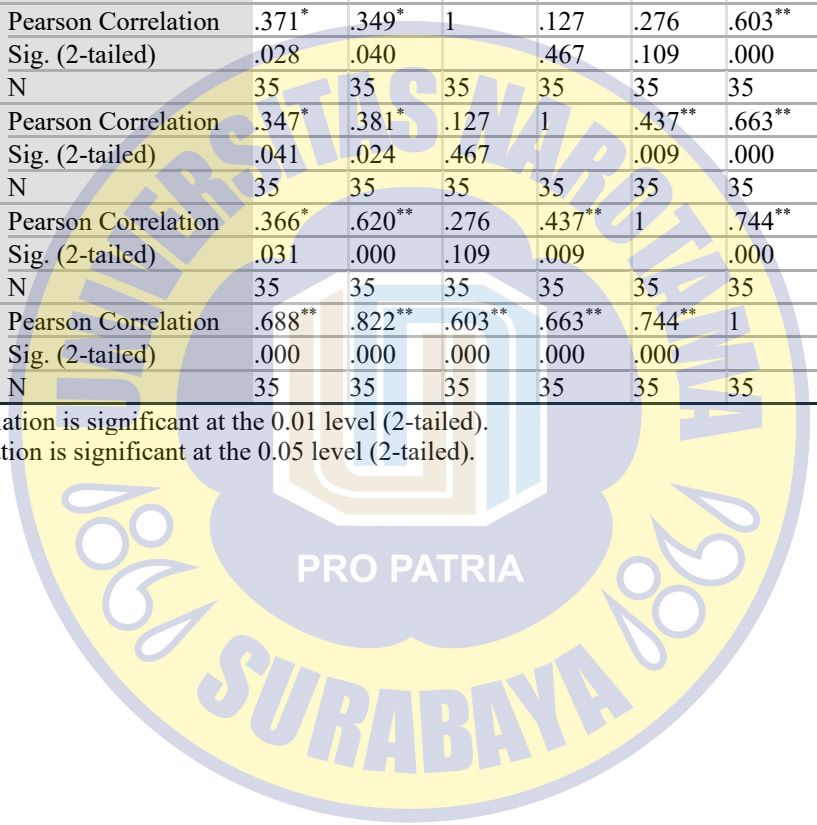 Pearson Correlation .371* .349* 1 .127 .276 .603**
Sig. (2-tailed) .028 .040 .467 .109 .000
N 35 35 35 35 35 35
Pearson Correlation .347* .381* .127 1 .437** .663**
Sig. (2-tailed) .041 .024 .467 .009 .000
N 35 35 35 35 35 35
Pearson Correlation .366* .620** .276 .437** 1 .744**
Sig. (2-tailed) .031 .000 .109 .009 .000
N 35 35 35 35 35 35
Pearson Correlation .688** .822** .603** .663** .744** 1
Sig. (2-tailed) .000 .000 .000 .000 .000
N 35 35 35 35 35 35
ation is significant at the 0.01 level (2-tailed).
tion is significant at the 0.05 level (2-tailed).
UNIVERSITAS NAROTAMA
PRO PATRIA
SURABAYA